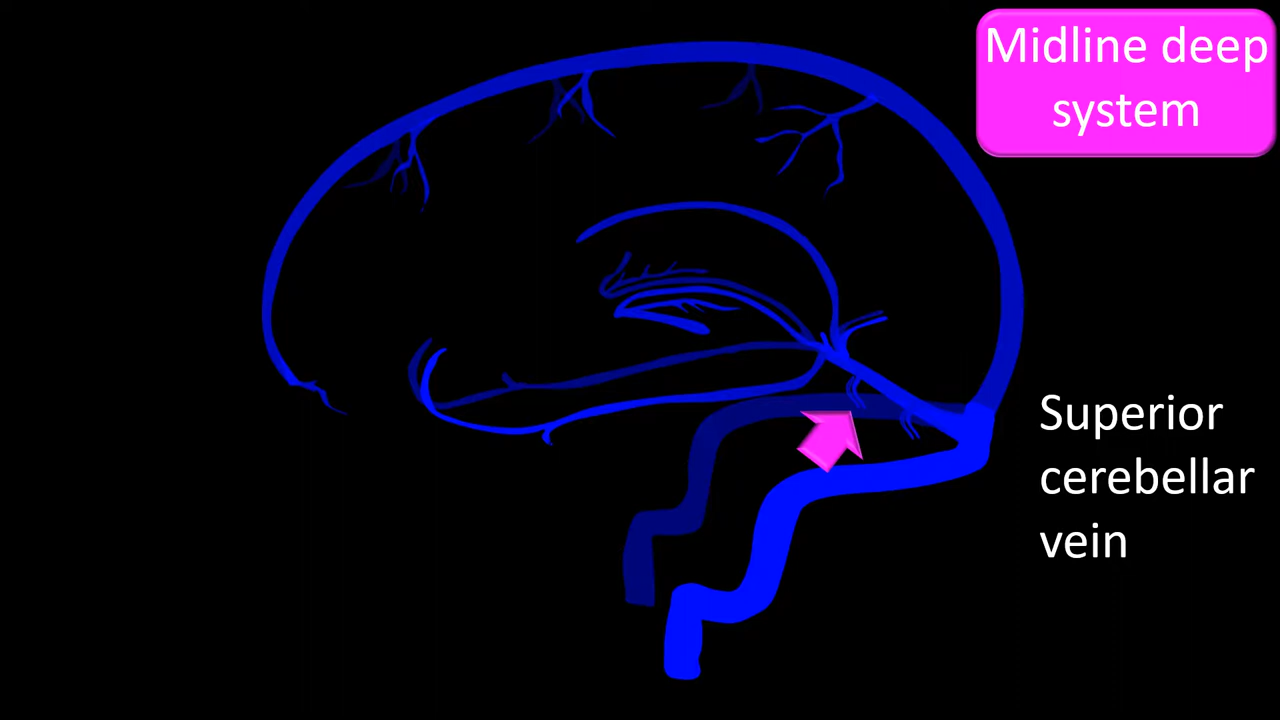 Midline deep
system
Superior
cerebellar
vein